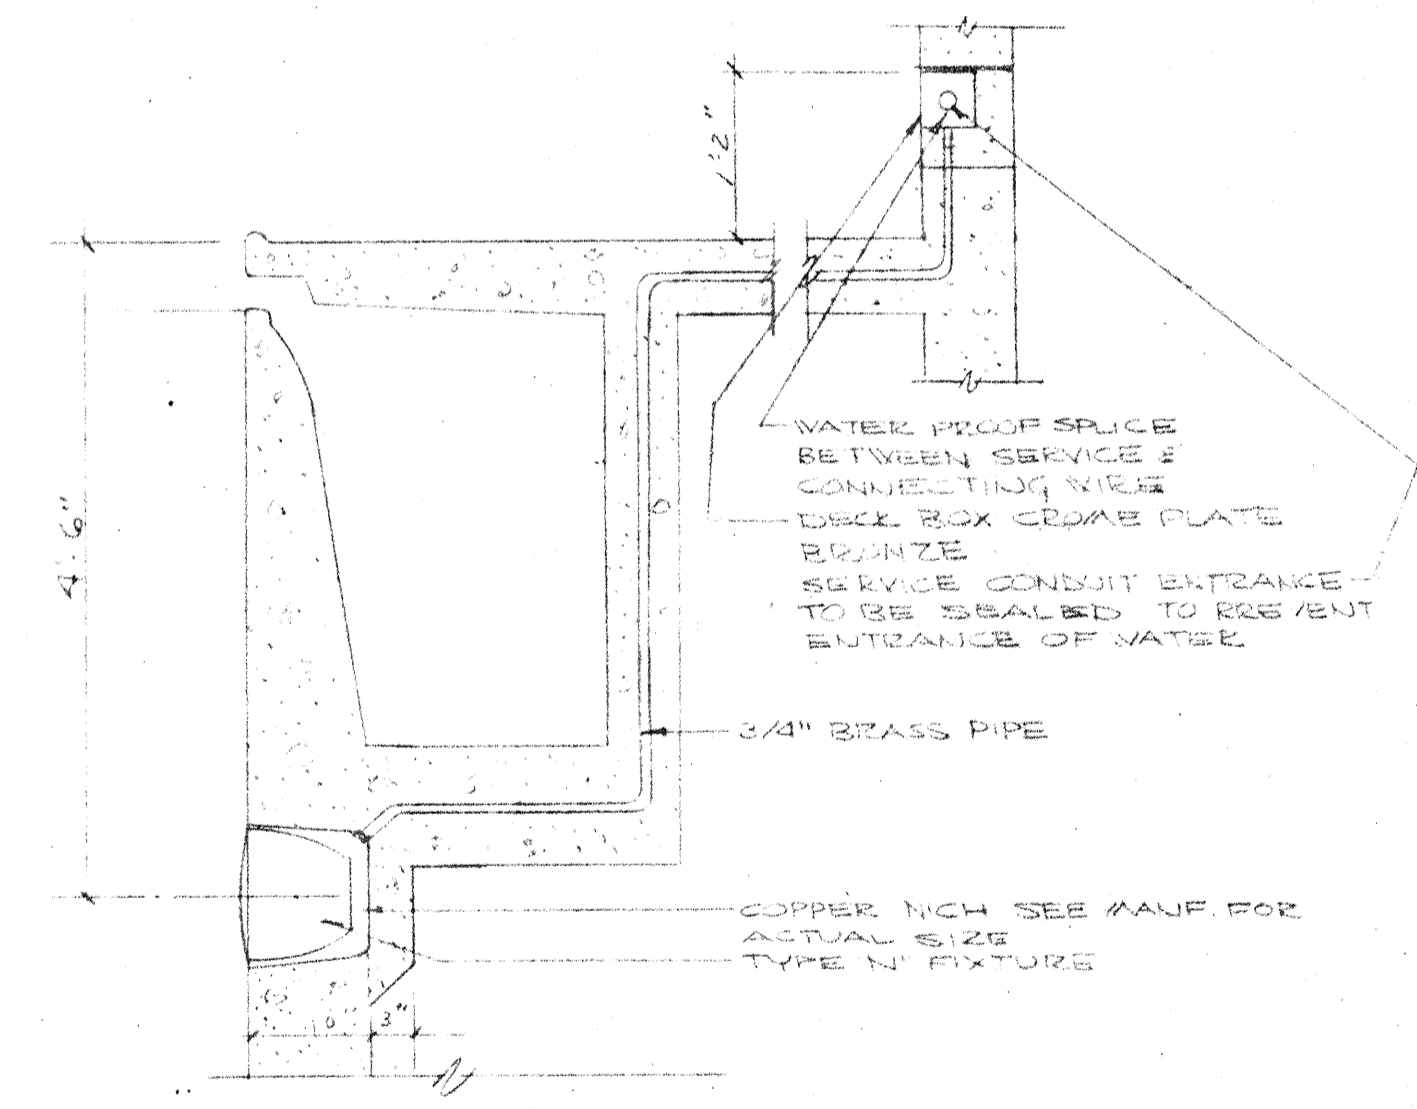 1'-2"
WATER PROOF SPLICE
BETWEEN SERVICE &
CONNECTING WIRE
DECK BOX CROME PLATE
BRONZE
SERVICE CONDUIT ENTRANCE
TO BE SEALED TO PREVENT
ENTRANCE OF WATER
4'-6"
3/4" BRASS PIPE
COPPER NICH SEE MANF. FOR
ACTUAL SIZE
TYPE 'N' FIXTURE
3"